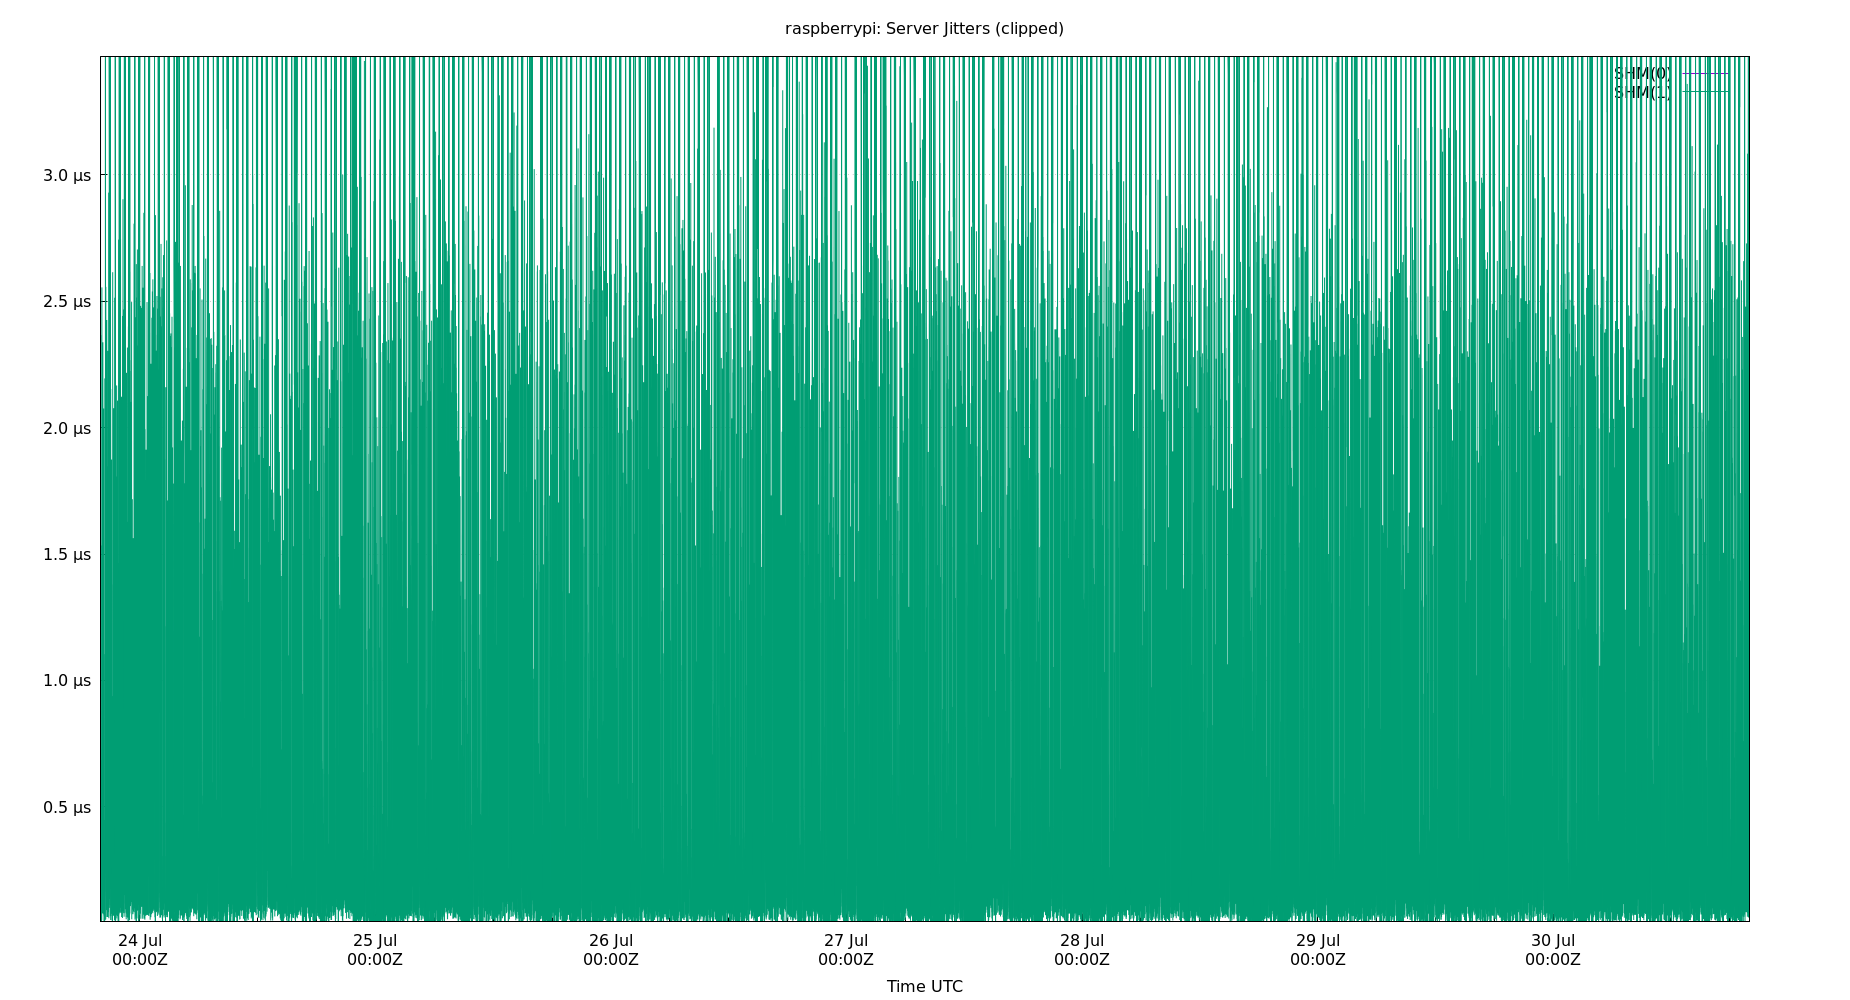 raspberrypi: Server Jitters (clipped)
SHM(0)
SHM(1)
3.0 µs
2.5 µs
2.0 µs
1.5 µs
1.0 µs
0.5 µs
24 Jul 25 Jul 26 Jul 27 Jul 28 Jul 29 Jul 30 Jul
00:00Z 00:00Z 00:00Z 00:00Z 00:00Z 00:00Z 00:00Z
Time UTC